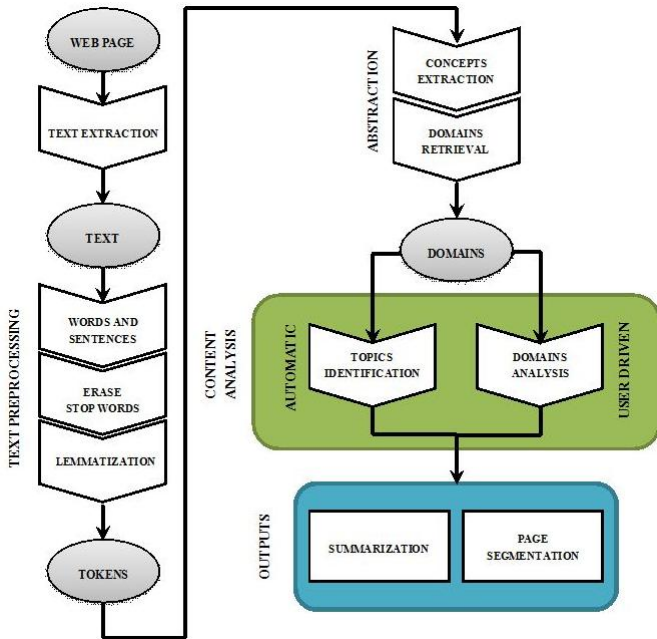 WEB PAGE
TEXT EXTRACTION
TEXT
TEXT PREPROCESSING
WORDS AND
SENTENCES
ERASE
STOP WORDS
LEMMATIZATION
TOKENS
ABSTRACTION
CONCEPTS
EXTRACTION
DOMAINS
RETRIEVAL
DOMAINS
CONTENT
ANALYSIS
AUTOMATIC
TOPICS
IDENTIFICATION
DOMAINS
ANALYSIS
USER DRIVEN
OUTPUTS
SUMMARIZATION
PAGE
SEGMENTATION